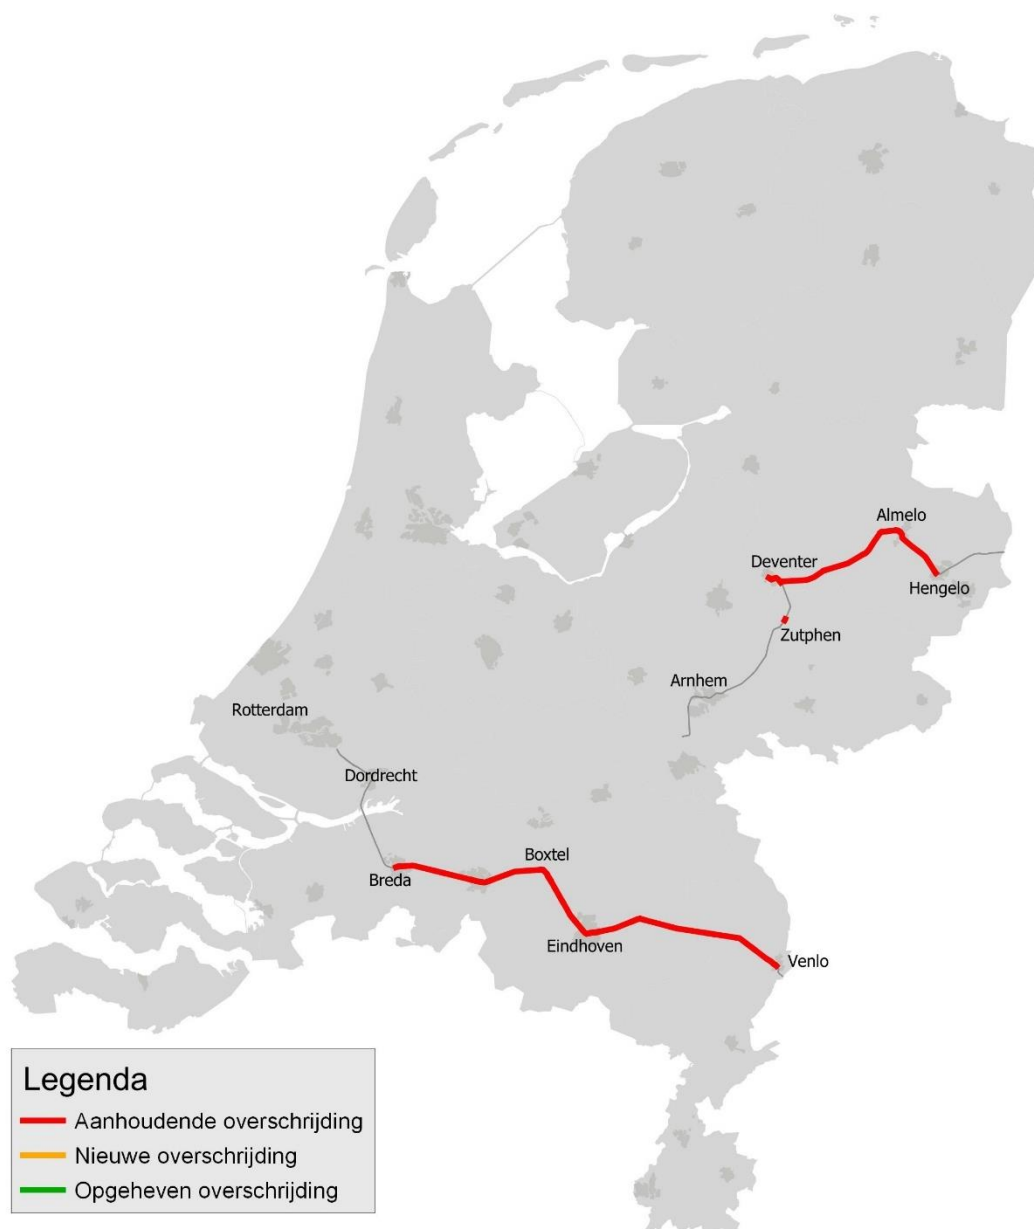 Almelo
Deventer
Hengelo
Zutphen
Arnhem
Rotterdam
Dordrecht
Boxtel
Breda
Eindhoven
Venlo
Legenda
Aanhoudende overschrijding
Nieuwe overschrijding
Opgeheven overschrijding